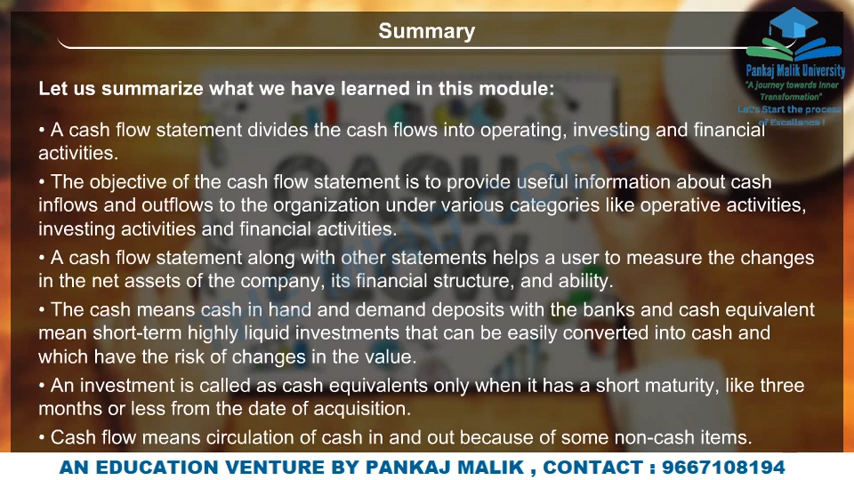 Summary
Pankaj Malik University
"A journey towards Inner
Transformation"
Let's Start the process
of Excellence !
Let us summarize what we have learned in this module:
• A cash flow statement divides the cash flows into operating, investing and financial
activities.
• The objective of the cash flow statement is to provide useful information about cash
inflows and outflows to the organization under various categories like operative activities,
investing activities and financial activities.
• A cash flow statement along with other statements helps a user to measure the changes
in the net assets of the company, its financial structure, and ability.
• The cash means cash in hand and demand deposits with the banks and cash equivalent
mean short-term highly liquid investments that can be easily converted into cash and
which have the risk of changes in the value.
• An investment is called as cash equivalents only when it has a short maturity, like three
months or less from the date of acquisition.
• Cash flow means circulation of cash in and out because of some non-cash items.
CASH
FLOW
AN EDUCATION VENTURE BY PANKAJ MALIK , CONTACT : 9667108194